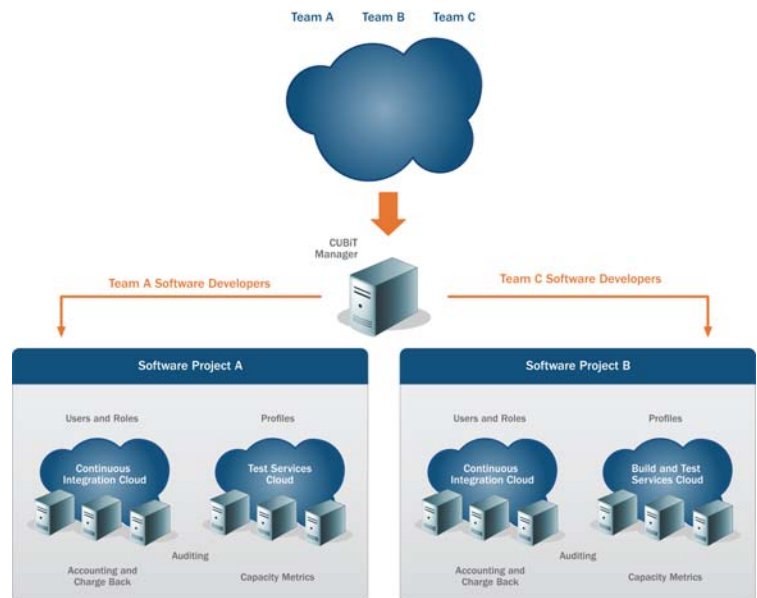 Team A Team B Team C
CUBiT
Manager
Team A Software Developers
Team C Software Developers
Software Project A
Users and Roles
Profiles
Continuous
Integration Cloud
Test Services
Cloud
Auditing
Accounting and
Charge Back
Capacity Metrics
Software Project B
Users and Roles
Profiles
Continuous
Integration Cloud
Build and Test
Services Cloud
Auditing
Accounting and
Charge Back
Capacity Metrics